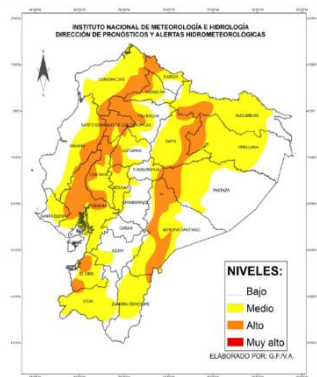 INSTITUTO NACIONAL DE METEOROLOGÍA E HIDROLOGÍA
DIRECCIÓN DE PRONÓSTICOS Y ALERTAS HIDROMETEOROLÓGICAS
CARCHI
ESMERALDAS
IMBABURA
SUCUMBIOS
PICHINCHA
SANTO DOMINGO DE LOS TSACHILAS
NAPO
ORELLANA
MANABI
COTOPAXI
TUNGURAHUA
LOS RIOS
PASTAZA
BOLIVAR
CHIMBORAZO
SANTA ELENA
GUAYAS
MORONA SANTIAGO
CAÑAR
AZUAY
EL ORO
LOJA
ZAMORA CHINCHIPE
NIVELES:
Bajo
Medio
Alto
Muy alto
ELABORADO POR: G.F./V.A.